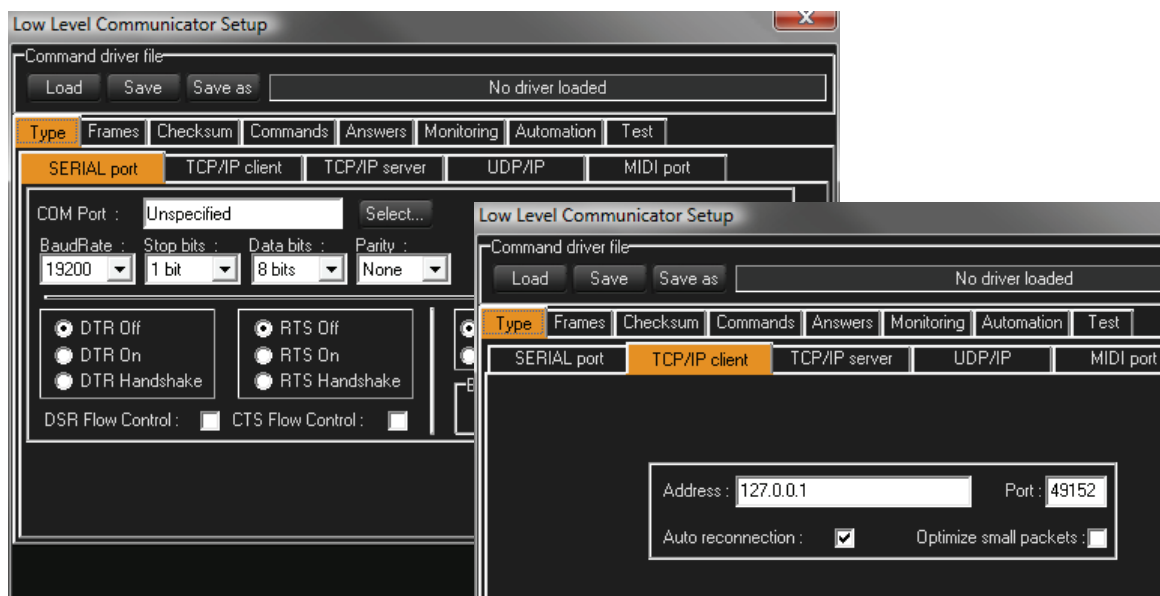 Low Level Communicator Setup
X
Command driver file
Load Save Save as No driver loaded
Type Frames Checksum Commands Answers Monitoring Automation Test
SERIAL port TCP/IP client TCP/IP server UDP/IP MIDI port
COM Port : Unspecified Select...
BaudRate : Stop bits : Data bits : Parity :
19200 1 bit 8 bits None
DTR Off RTS Off
DTR On RTS On
DTR Handshake RTS Handshake
DSR Flow Control : CTS Flow Control :
Low Level Communicator Setup
Command driver file
Load Save Save as No driver loaded
Type Frames Checksum Commands Answers Monitoring Automation Test
SERIAL port TCP/IP client TCP/IP server UDP/IP MIDI port
Address : 127.0.0.1 Port : 49152
Auto reconnection : Optimize small packets :